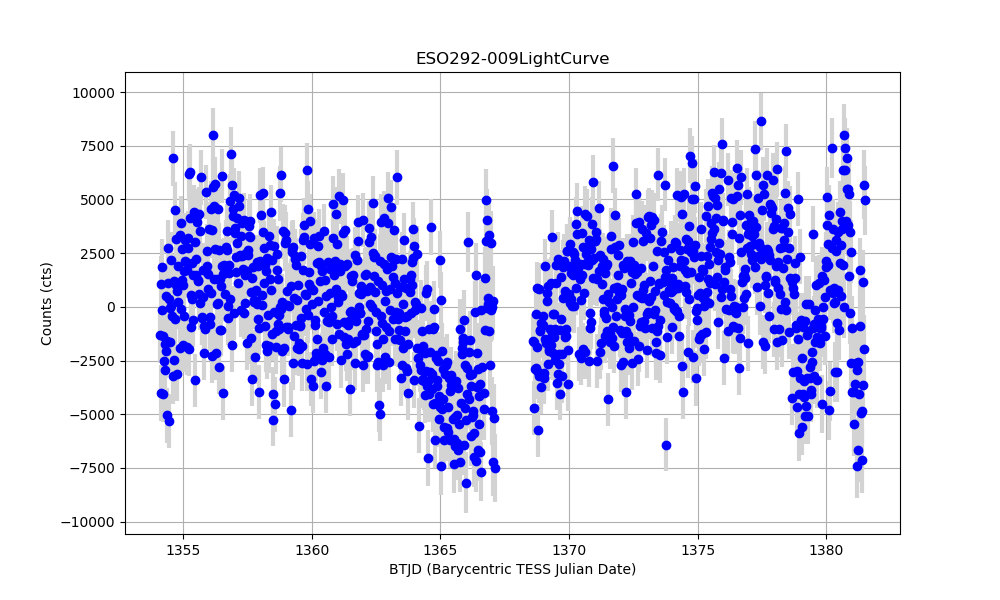 ESO292-009LightCurve
10000
7500
5000
2500
0
−2500
−5000
−7500
−10000
Counts (cts)
1355 1360 1365 1370 1375 1380
BTJD (Barycentric TESS Julian Date)